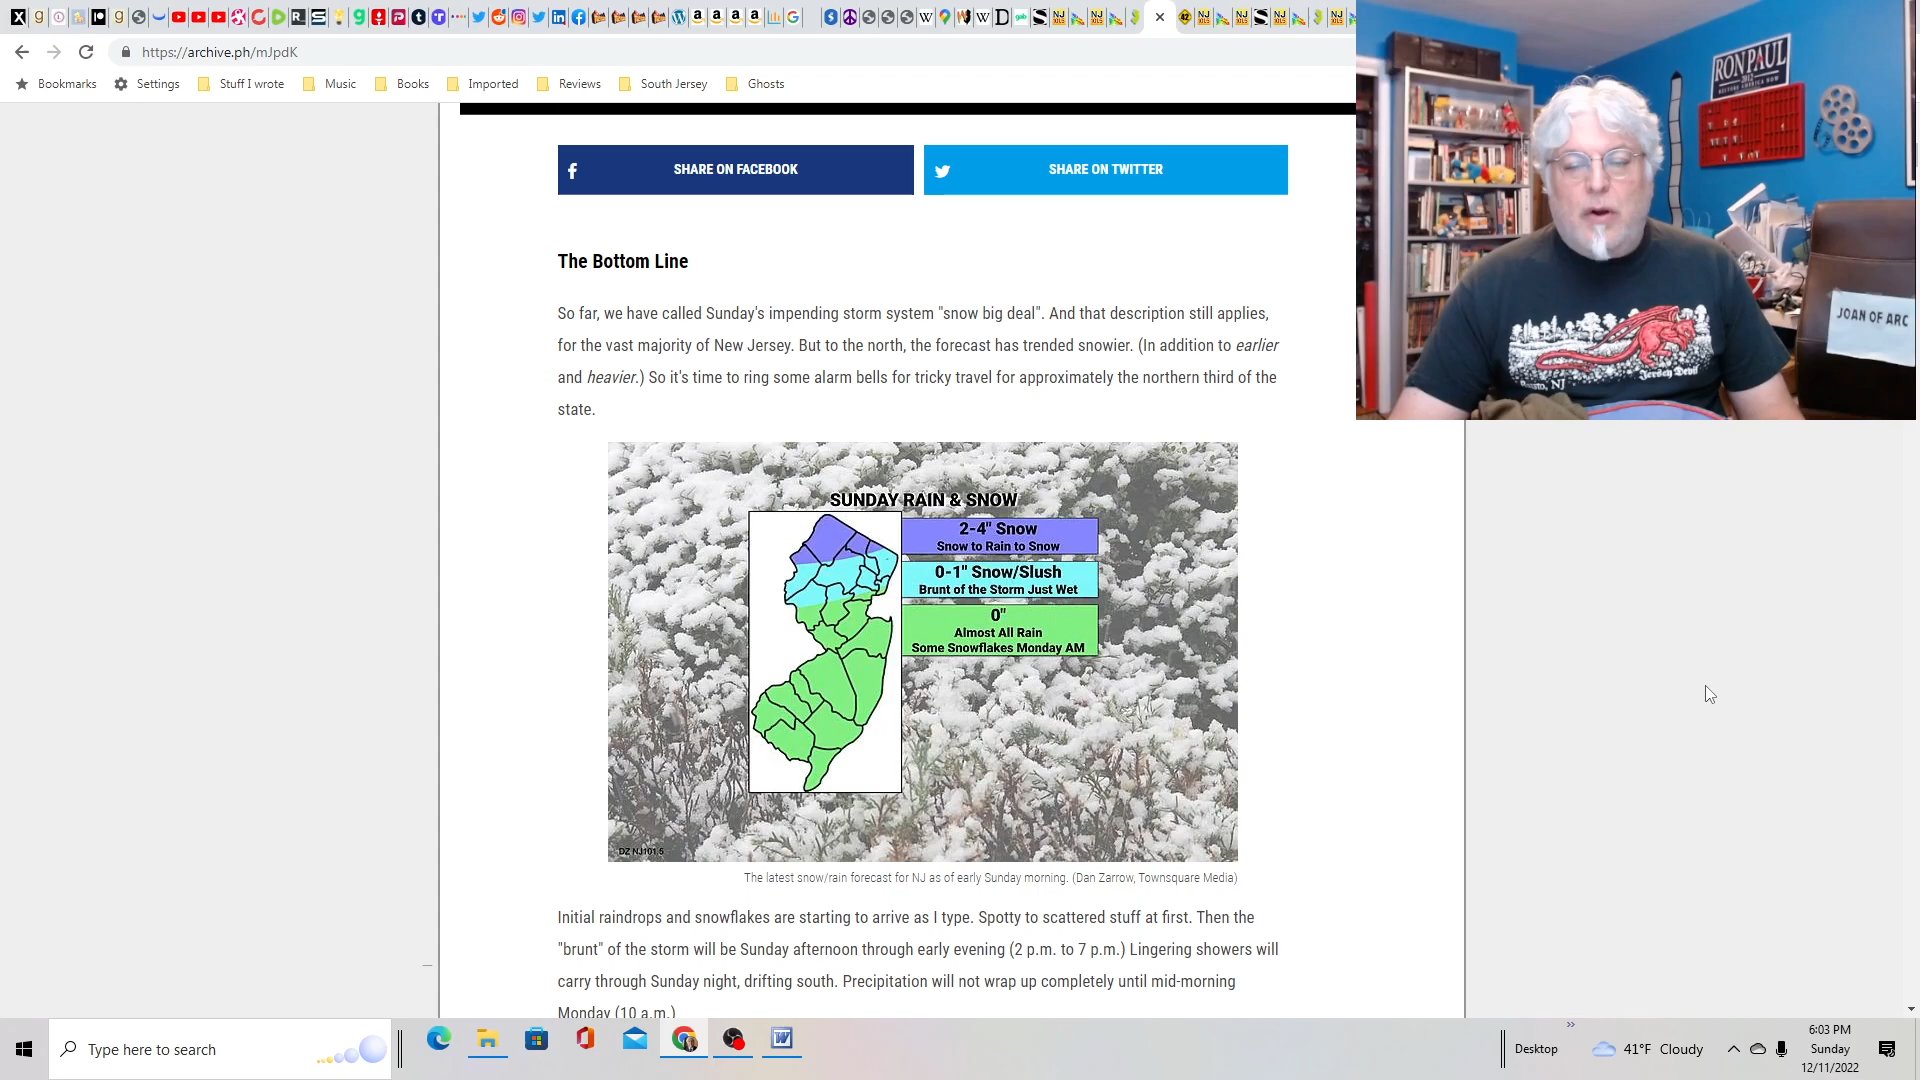 https://archive.ph/mJpdK
Bookmarks Settings Stuff I wrote Music Books Imported Reviews South Jersey Ghosts
RON PAUL
2012
RESTORE AMERICA NOW
JOAN OF ARC
Jersey Devil
SHARE ON FACEBOOK
SHARE ON TWITTER
The Bottom Line
So far, we have called Sunday's impending storm system "snow big deal". And that description still applies,
for the vast majority of New Jersey. But to the north, the forecast has trended snowier. (In addition to earlier
and heavier.) So it's time to ring some alarm bells for tricky travel for approximately the northern third of the
state.
SUNDAY RAIN & SNOW
2-4" Snow
Snow to Rain to Snow
0-1" Snow/Slush
Brunt of the Storm Just Wet
0"
Almost All Rain
Some Snowflakes Monday AM
DZ NJ101.5
The latest snow/rain forecast for NJ as of early Sunday morning. (Dan Zarrow, Townsquare Media)
Initial raindrops and snowflakes are starting to arrive as I type. Spotty to scattered stuff at first. Then the
"brunt" of the storm will be Sunday afternoon through early evening (2 p.m. to 7 p.m.) Lingering showers will
carry through Sunday night, drifting south. Precipitation will not wrap up completely until mid-morning
Monday (10 a.m.)
Type here to search
Desktop
41°F Cloudy
6:03 PM
Sunday
12/11/2022